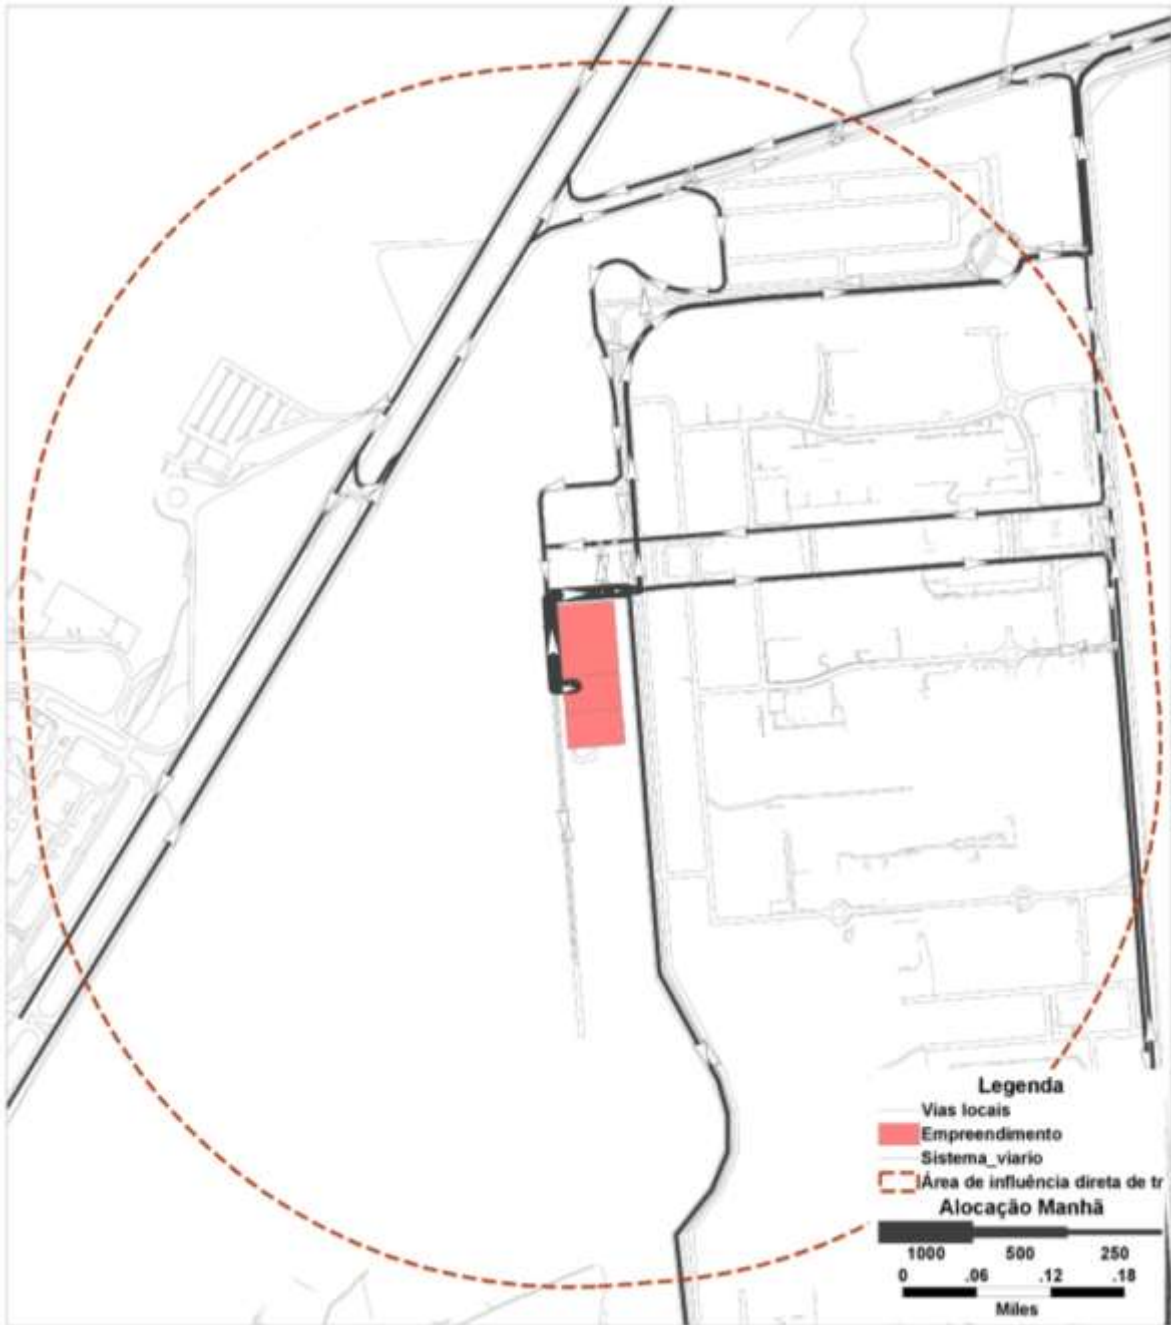 Legenda
Vias locais
Empreendimento
Sistema_viario
Área de influência direta de tr
Alocação Manhã
1000 500 250
0 .06 .12 .18
Miles